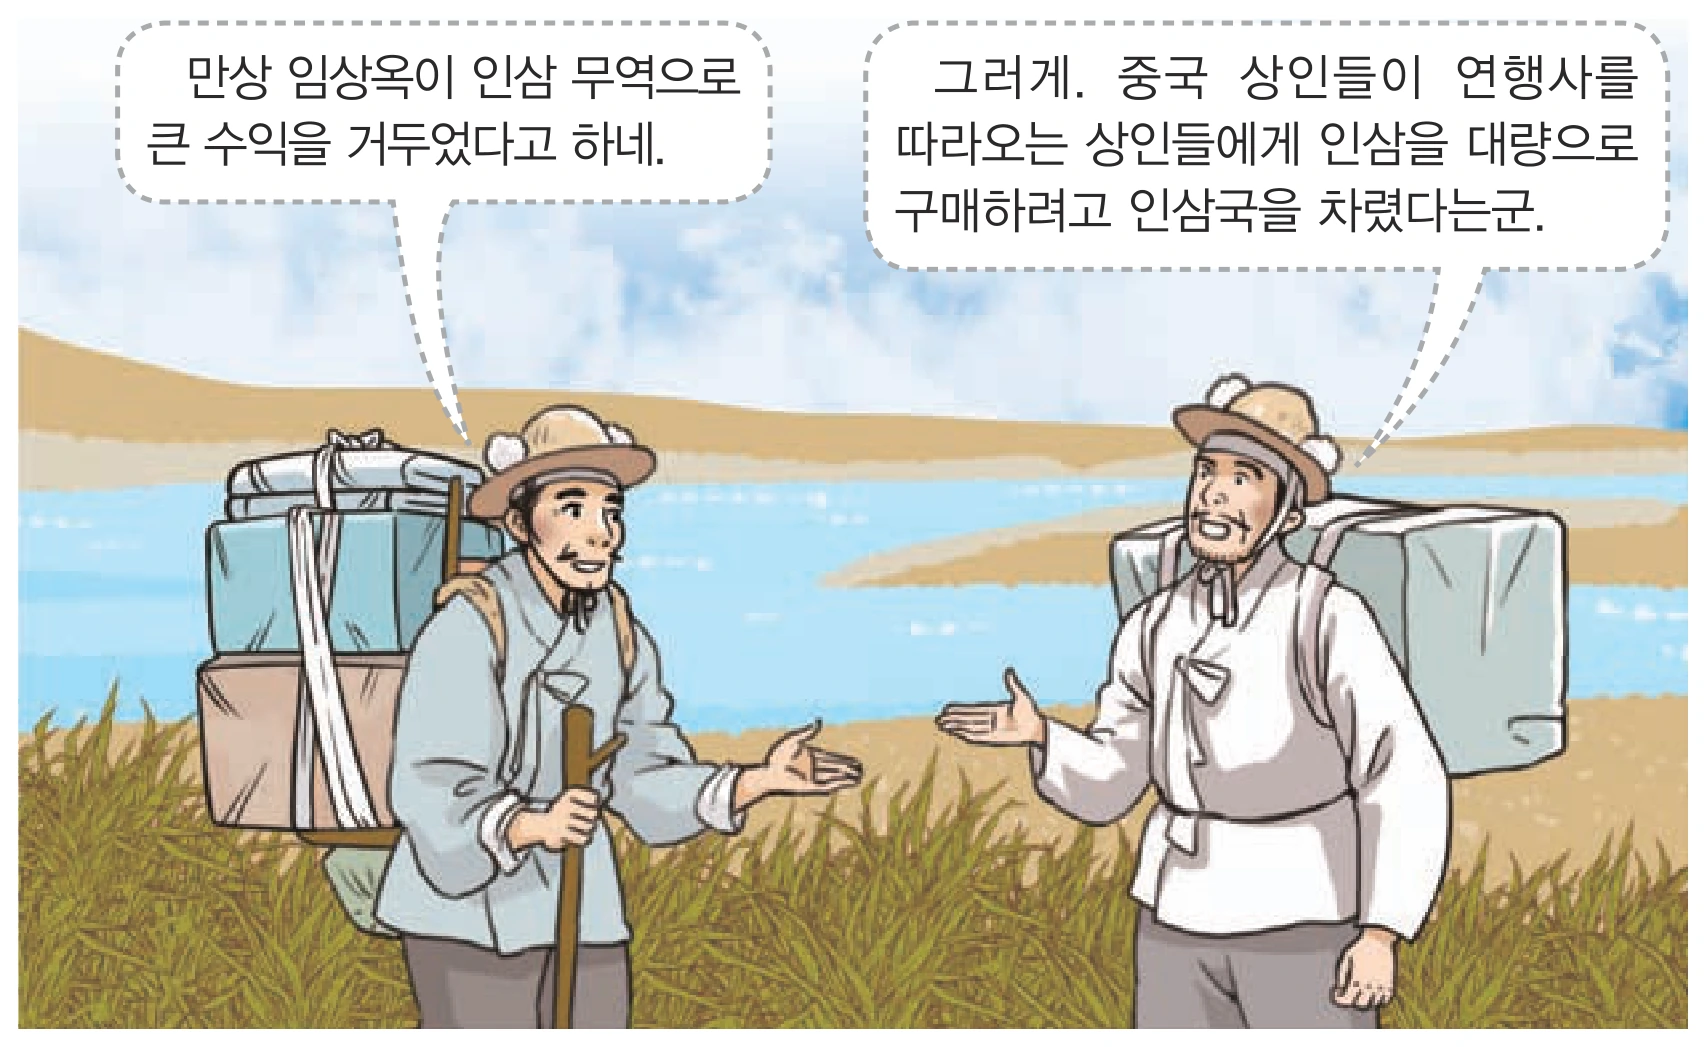 만상 임상옥이 인삼 무역으로
큰 수익을 거두었다고 하네.
그러게. 중국 상인들이 연행사를
따라오는 상인들에게 인삼을 대량으로
구매하려고 인삼국을 차렸다는군.